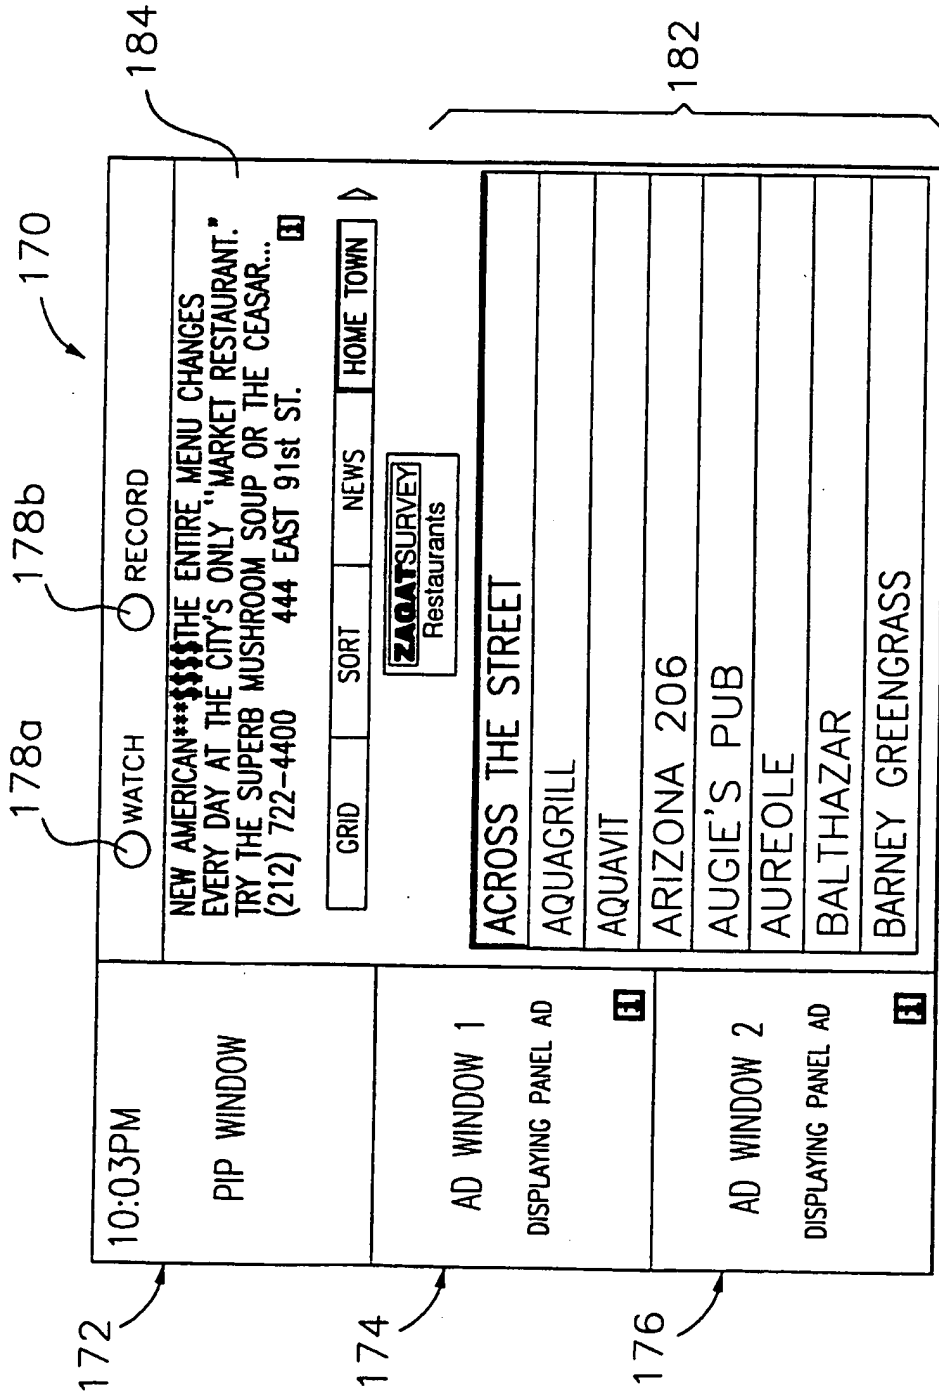 170
178a
178b
184
172
10:03PM
WATCH
RECORD
PIP WINDOW
NEW AMERICAN***$$$$THE ENTIRE MENU CHANGES
EVERY DAY AT THE CITY'S ONLY "MARKET RESTAURANT."
TRY THE SUPERB MUSHROOM SOUP OR THE CEASAR...
(212) 722-4400 444 EAST 91st ST.
i
GRID
SORT
NEWS
HOME TOWN
174
AD WINDOW 1
DISPLAYING PANEL AD
i
ZAGATSURVEY
Restaurants
182
ACROSS THE STREET
AQUAGRILL
AQUAVIT
ARIZONA 206
AUGIE'S PUB
AUREOLE
BALTHAZAR
BARNEY GREENGRASS
176
AD WINDOW 2
DISPLAYING PANEL AD
i